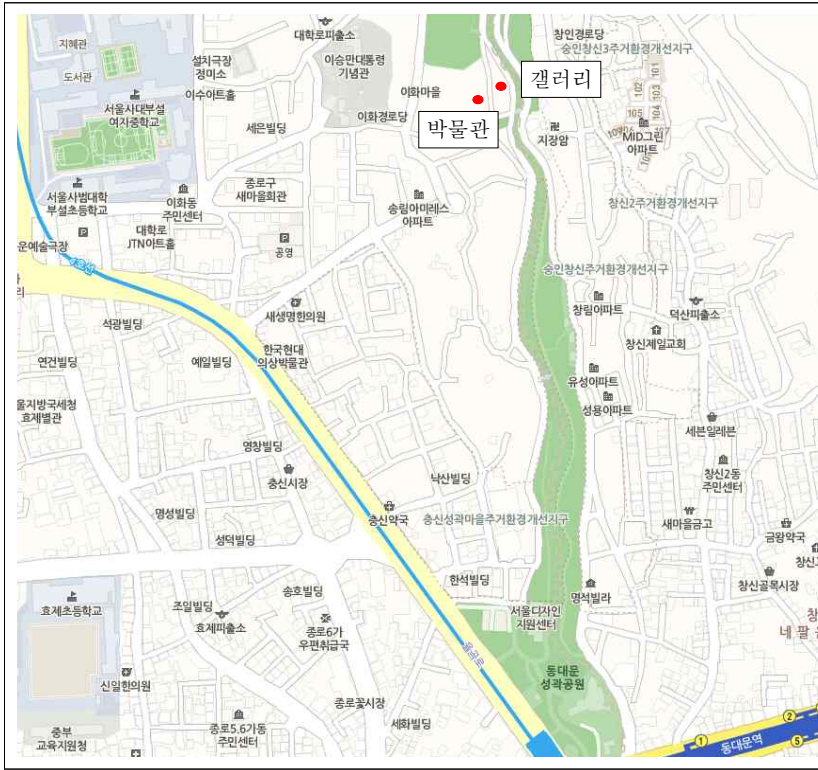 지혜관
도서관
서울사대부설
여자중학교
서울사범대학
부설초등학교
이화동
주민센터
대학로
JTN아트홀
운예술극장
4호선
석광빌딩
연건빌딩
예일빌딩
울지방국세청
효제별관
대학로파출소
설치극장
정미소
이수아트홀
이승만대통령
기념관
이화마을
이화경로당
세은빌딩
종로구
새마을회관
공영
송림아미레스
아파트
새생명한의원
한국현대
의상박물관
갤러리
박물관
창인경로당
숭인창신3주거환경개선지구
101
102
103
104
105
MID그린
아파트
지장암
창신2주거환경개선지구
숭인창신주거환경개선지구
창림아파트
덕산파출소
창신제일교회
유성아파트
성용아파트
세븐일레븐
창신2동
주민센터
새마을금고
금왕약국
창신골목시장
영창빌딩
충신시장
명성빌딩
성덕빌딩
충신약국
낙산빌딩
충신성곽마을주거환경개선지구
한석빌딩
명석빌라
서울디자인
지원센터
동대문
성곽공원
네팔
효제초등학교
조일빌딩
효제파출소
송호빌딩
종로6가
우편취급국
신일한의원
종로꽃시장
세화빌딩
중부
교육지원청
종로5.6가동
주민센터
율곡로
동대문역
1
2
5